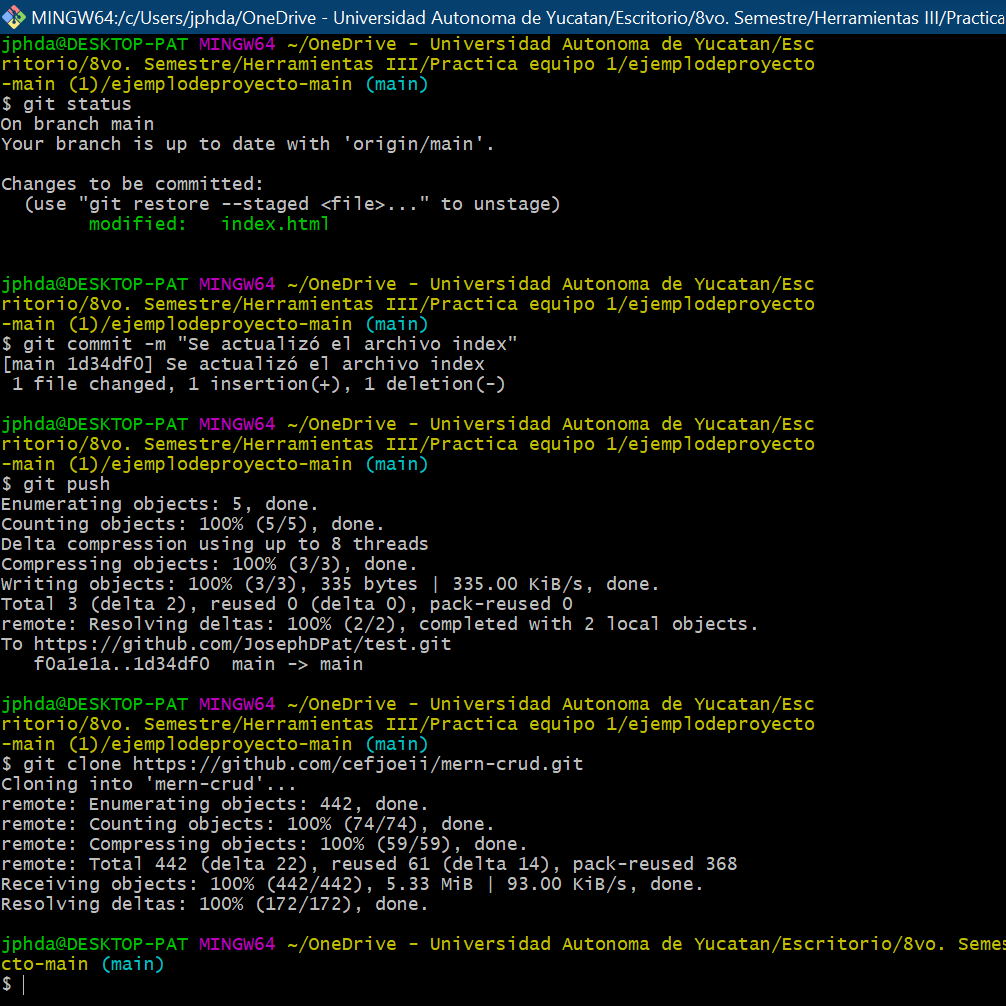 MINGW64:/c/Users/jphda/OneDrive - Universidad Autonoma de Yucatan/Escritorio/8vo. Semestre/Herramientas III/Practica
jphda@DESKTOP-PAT MINGW64 ~/OneDrive - Universidad Autonoma de Yucatan/Esc
ritorio/8vo. Semestre/Herramientas III/Practica equipo 1/ejemplodeproyecto
-main (1)/ejemplodeproyecto-main (main)
$ git status
On branch main
Your branch is up to date with 'origin/main'.
Changes to be committed:
  (use "git restore --staged <file>..." to unstage)
        modified:   index.html
jphda@DESKTOP-PAT MINGW64 ~/OneDrive - Universidad Autonoma de Yucatan/Esc
ritorio/8vo. Semestre/Herramientas III/Practica equipo 1/ejemplodeproyecto
-main (1)/ejemplodeproyecto-main (main)
$ git commit -m "Se actualizó el archivo index"
[main 1d34df0] Se actualizó el archivo index
 1 file changed, 1 insertion(+), 1 deletion(-)
jphda@DESKTOP-PAT MINGW64 ~/OneDrive - Universidad Autonoma de Yucatan/Esc
ritorio/8vo. Semestre/Herramientas III/Practica equipo 1/ejemplodeproyecto
-main (1)/ejemplodeproyecto-main (main)
$ git push
Enumerating objects: 5, done.
Counting objects: 100% (5/5), done.
Delta compression using up to 8 threads
Compressing objects: 100% (3/3), done.
Writing objects: 100% (3/3), 335 bytes | 335.00 KiB/s, done.
Total 3 (delta 2), reused 0 (delta 0), pack-reused 0
remote: Resolving deltas: 100% (2/2), completed with 2 local objects.
To https://github.com/JosephDPat/test.git
   f0a1e1a..1d34df0  main -> main
jphda@DESKTOP-PAT MINGW64 ~/OneDrive - Universidad Autonoma de Yucatan/Esc
ritorio/8vo. Semestre/Herramientas III/Practica equipo 1/ejemplodeproyecto
-main (1)/ejemplodeproyecto-main (main)
$ git clone https://github.com/cefjoeii/mern-crud.git
Cloning into 'mern-crud'...
remote: Enumerating objects: 442, done.
remote: Counting objects: 100% (74/74), done.
remote: Compressing objects: 100% (59/59), done.
remote: Total 442 (delta 22), reused 61 (delta 14), pack-reused 368
Receiving objects: 100% (442/442), 5.33 MiB | 93.00 KiB/s, done.
Resolving deltas: 100% (172/172), done.
jphda@DESKTOP-PAT MINGW64 ~/OneDrive - Universidad Autonoma de Yucatan/Escritorio/8vo. Semes
cto-main (main)
$